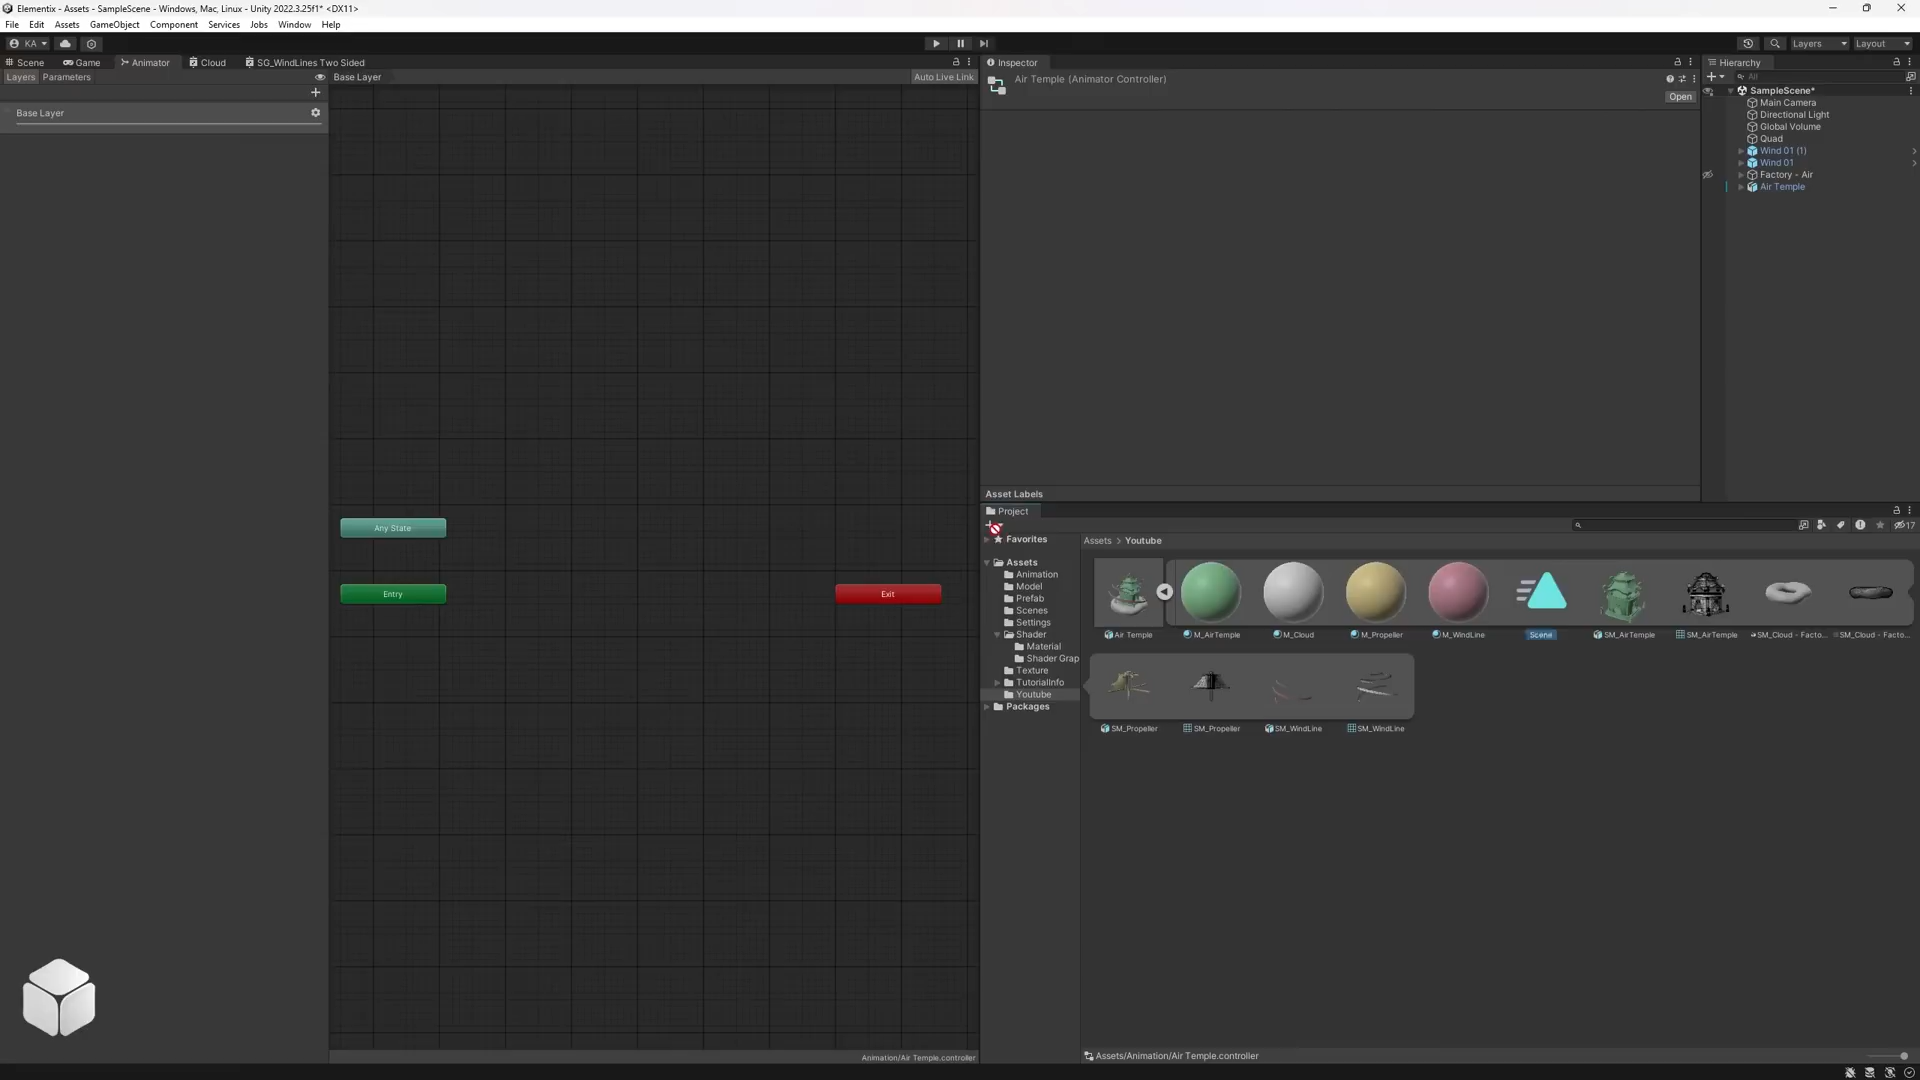 Elementix - Assets - SampleScene - Windows, Mac, Linux - Unity 2022.3.25f1* <DX11>
File Edit Assets GameObject Component Services Jobs Window Help
KA Layers Layout
Scene Game Animator Cloud SG_WindLines Two Sided
Layers Parameters Base Layer Auto Live Link
Base Layer
Any State
Entry
Exit
Animation/Air Temple.controller
Inspector
Air Temple (Animator Controller)
Open
Asset Labels
Hierarchy
All
SampleScene*
Main Camera
Directional Light
Global Volume
Quad
Wind 01 (1)
Wind 01
Factory - Air
Air Temple
Project
17
Favorites
Assets
Animation
Model
Prefab
Scenes
Settings
Shader
Material
Shader Grap
Texture
TutorialInfo
Youtube
Packages
Assets > Youtube
Air Temple M_AirTemple M_Cloud M_Propeller M_WindLine Scene SM_AirTemple SM_AirTemple SM_Cloud - Facto... SM_Cloud - Facto...
SM_Propeller SM_Propeller SM_WindLine SM_WindLine
Assets/Animation/Air Temple.controller